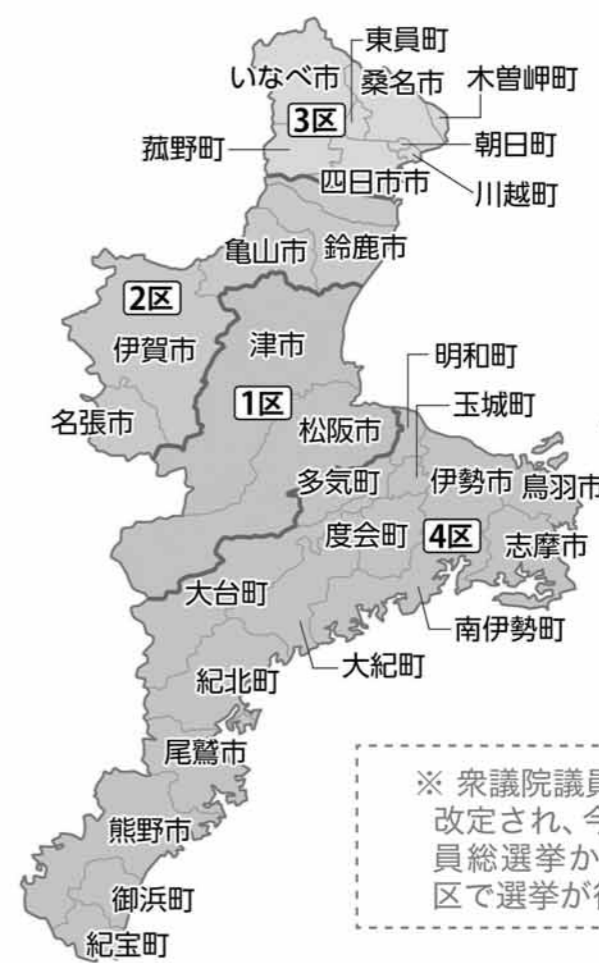 東員町
いなべ市
桑名市
木曽岬町
3区
菰野町
朝日町
四日市市
川越町
亀山市
鈴鹿市
2区
伊賀市
津市
明和町
1区
玉城町
名張市
松阪市
多気町
伊勢市
鳥羽市
度会町
4区
志摩市
大台町
南伊勢町
大紀町
紀北町
尾鷲市
熊野市
御浜町
紀宝町
※ 衆議院議員
改定され、今
員総選挙か
区で選挙が